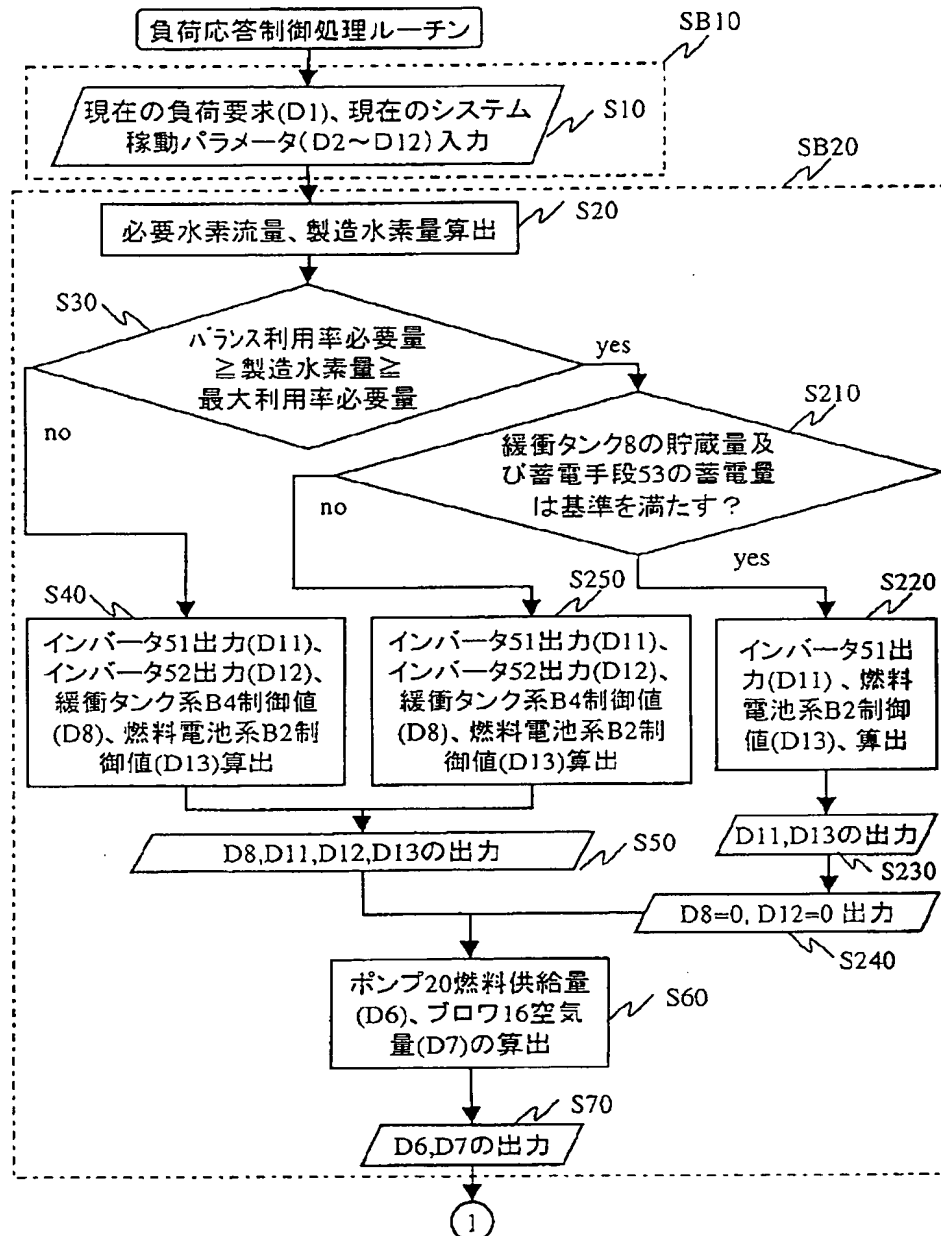 負荷応答制御処理ルーチン
SB10
現在の負荷要求(D1)、現在のシステム
稼動パラメータ(D2～D12)入力
S10
SB20
S20
必要水素流量、製造水素量算出
S30
バランス利用率必要量
≧製造水素量≧
最大利用率必要量
yes
no
S210
緩衝タンク8の貯蔵量及
び蓄電手段53の蓄電量
は基準を満たす?
no
yes
S40
インバータ51出力(D11)、
インバータ52出力(D12)、
緩衝タンク系B4制御値
(D8)、燃料電池系B2制
御値(D13)算出
S250
インバータ51出力(D11)、
インバータ52出力(D12)、
緩衝タンク系B4制御値
(D8)、燃料電池系B2制
御値(D13)算出
S220
インバータ51出
力(D11)、燃料
電池系B2制御
値(D13)、算出
D8,D11,D12,D13の出力
S50
D11,D13の出力
S230
D8=0, D12=0 出力
S240
ポンプ20燃料供給量
(D6)、ブロワ16空気
量(D7)の算出
S60
S70
D6,D7の出力
1